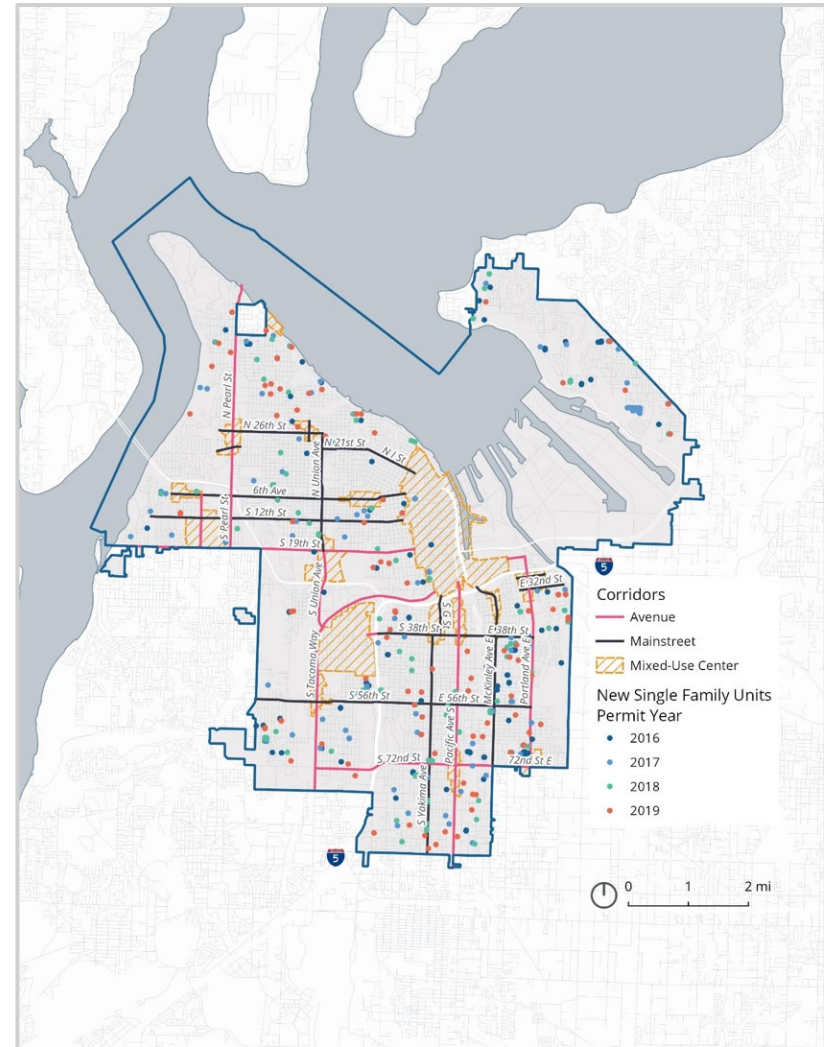 N Pearl St
N 26th St
N 21st St
N I St
N Union Ave
6th Ave
S Pearl St
S 12th St
S 19th St
5
E 32nd St
S Union Ave
S G St
S 38th St
E 38th St
S Tacoma Way
McKinley Ave E
Portland Ave E
S 56th St
E 56th St
Pacific Ave S
S 72nd St
72nd St E
S Yakima Ave
5
Corridors
Avenue
Mainstreet
Mixed-Use Center
New Single Family Units
Permit Year
2016
2017
2018
2019
0 1 2 mi